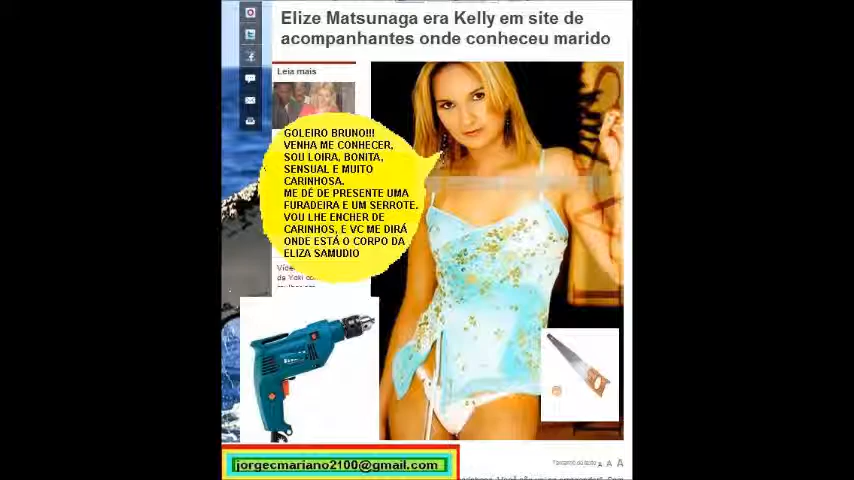 Elize Matsunaga era Kelly em site de
acompanhantes onde conheceu marido
Leia mais
GOLEIRO BRUNO!!!
VENHA ME CONHECER,
SOU LOIRA, BONITA,
SENSUAL E MUITO
CARINHOSA.
ME DÊ DE PRESENTE UMA
FURADEIRA E UM SERROTE.
VOU LHE ENCHER DE
CARINHOS, E VC ME DIRÁ
ONDE ESTÁ O CORPO DA
ELIZA SAMUDIO
da Yoki
jorgecmariano2100@gmail.com
A A A